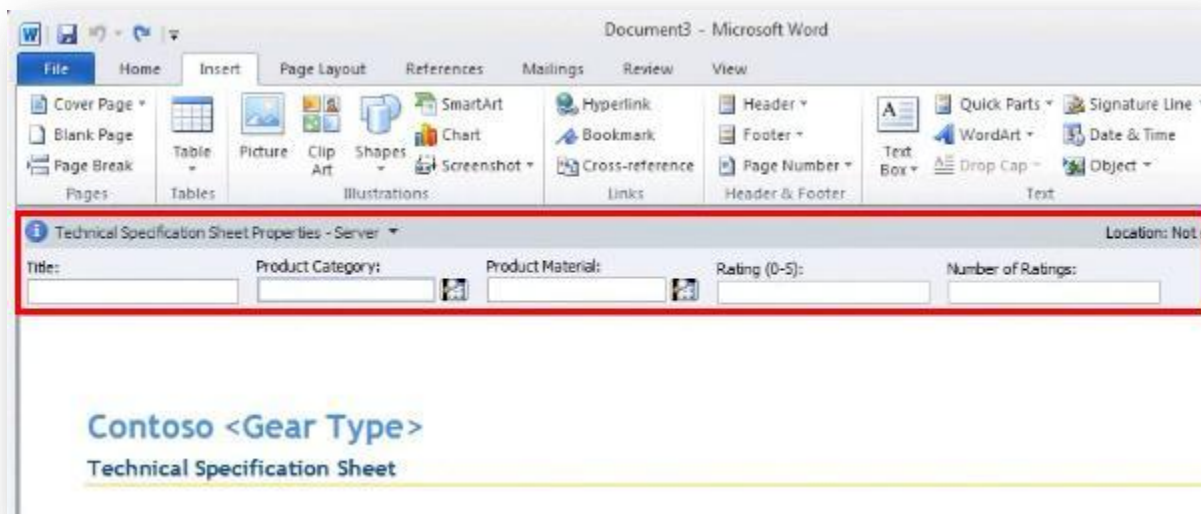 Document3 - Microsoft Word
File Home Insert Page Layout References Mailings Review View
Cover Page
Blank Page
Page Break
Pages
Table
Tables
Picture
Clip Art
Shapes
SmartArt
Chart
Screenshot
Illustrations
Hyperlink
Bookmark
Cross-reference
Links
Header
Footer
Page Number
Header & Footer
A
Text Box
Quick Parts
WordArt
Drop Cap
Signature Line
Date & Time
Object
Text
Technical Specification Sheet Properties - Server Location: Not
Title: Product Category: Product Material: Rating (0-5): Number of Ratings:
Contoso <Gear Type>
Technical Specification Sheet